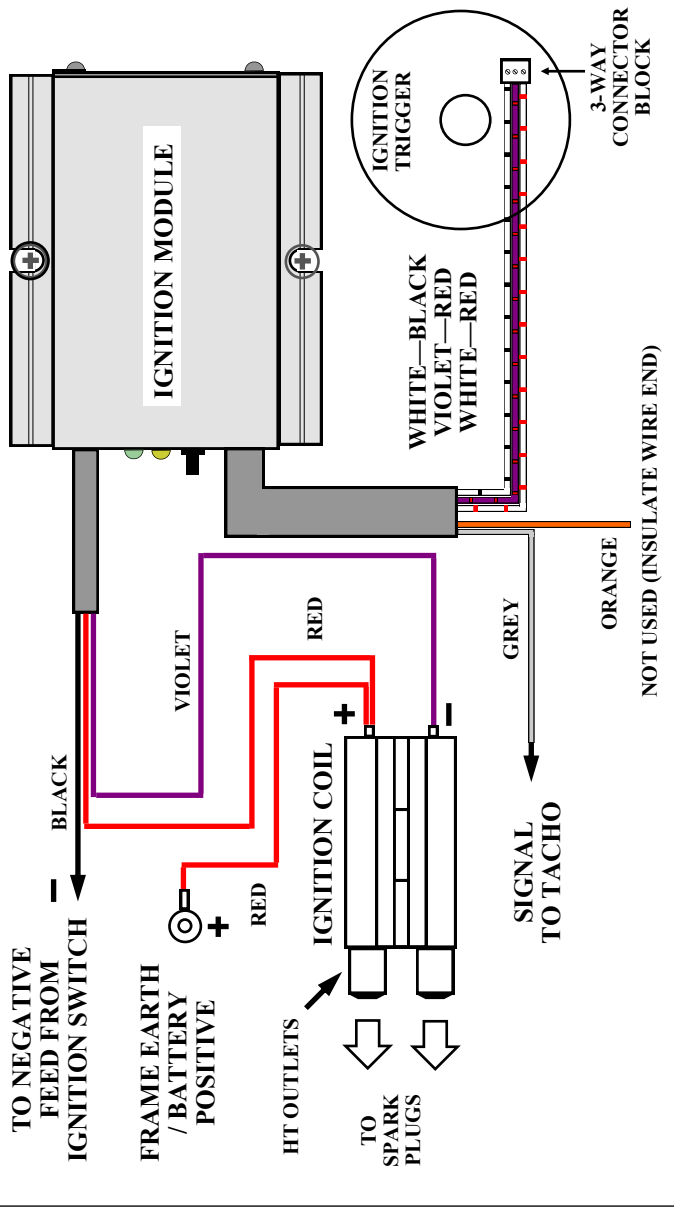 IGNITION MODULE
IGNITION
TRIGGER
3-WAY
CONNECTOR
BLOCK
WHITE—BLACK
VIOLET—RED
WHITE—RED
BLACK
VIOLET
RED
GREY
ORANGE
NOT USED (INSULATE WIRE END)
TO NEGATIVE
FEED FROM
IGNITION SWITCH
–
FRAME EARTH
/ BATTERY
POSITIVE
+
RED
IGNITION COIL
+
–
HT OUTLETS
TO
SPARK
PLUGS
SIGNAL
TO TACHO